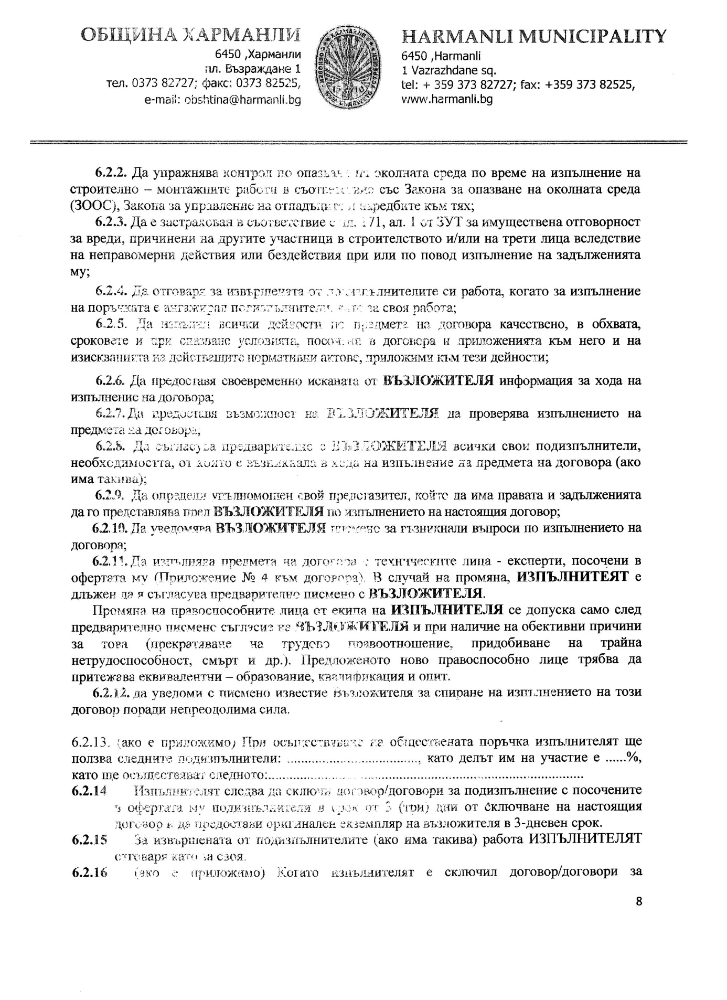 ОБЩИНА ХАРМАНЛИ
6450 ,Харманли
пл. Възраждане 1
тел. 0373 82727; факс: 0373 82525,
e-mail: obshtina@harmanli.bg
HARMANLI MUNICIPALITY
6450 ,Harmanli
1 Vazrazhdane sq.
tel: + 359 373 82727; fax: +359 373 82525,
www.harmanli.bg
6.2.2. Да упражнява контрол по опазване на околната среда по време на изпълнение на
строително – монтажните работи в съответствие със Закона за опазване на околната среда
(ЗООС), Закона за управление на отпадъците и наредбите към тях;
6.2.3. Да е застрахован в съответствие с чл. 171, ал. 1 от ЗУТ за имуществена отговорност
за вреди, причинени на другите участници в строителството и/или на трети лица вследствие
на неправомерни действия или бездействия при или по повод изпълнение на задълженията
му;
6.2.4. Да отговаря за извършената от подизпълнителите си работа, когато за изпълнение
на поръчката е ангажирал подизпълнители, като за своя работа;
6.2.5. Да изпълни всички дейности по предмета на договора качествено, в обхвата,
сроковете и при спазване условията, посочени в договора и приложенията към него и на
изискванията на действащите нормативни актове, приложими към тези дейности;
6.2.6. Да предоставя своевременно исканата от ВЪЗЛОЖИТЕЛЯ информация за хода на
изпълнение на договора;
6.2.7. Да предоставя възможност на ВЪЗЛОЖИТЕЛЯ да проверява изпълнението на
предмета на договора;
6.2.8. Да съгласува предварително с ВЪЗЛОЖИТЕЛЯ всички свои подизпълнители,
необходимостта, от които е възникнала в хода на изпълнение на предмета на договора (ако
има такива);
6.2.9. Да определи упълномощен свой представител, който да има правата и задълженията
да го представлява пред ВЪЗЛОЖИТЕЛЯ по изпълнението на настоящия договор;
6.2.10. Да уведомява ВЪЗЛОЖИТЕЛЯ писмено за възникнали въпроси по изпълнението на
договора;
6.2.11. Да изпълнява предмета на договора с техническите лица - експерти, посочени в
офертата му (Приложение № 4 към договора). В случай на промяна, ИЗПЪЛНИТЕЯТ е
длъжен да я съгласува предварително писмено с ВЪЗЛОЖИТЕЛЯ.
Промяна на правоспособните лица от екипа на ИЗПЪЛНИТЕЛЯ се допуска само след
предварително писмено съгласие на ВЪЗЛОЖИТЕЛЯ и при наличие на обективни причини
за това (прекратяване на трудово правоотношение, придобиване на трайна
нетрудоспособност, смърт и др.). Предложеното ново правоспособно лице трябва да
притежава еквивалентни – образование, квалификация и опит.
6.2.12. да уведоми с писмено известие Възложителя за спиране на изпълнението на този
договор поради непреодолима сила.
6.2.13. (ако е приложимо) При осъществяване на обществената поръчка изпълнителят ще
ползва следните подизпълнители: ...................................., като делът им на участие е ......%,
като ще осъществяват следното:.....................................................................................
6.2.14 Изпълнителят следва да сключи договор/договори за подизпълнение с посочените
в офертата му подизпълнители в срок от 3 (три) дни от сключване на настоящия
договор и да предостави оригинален екземпляр на възложителя в 3-дневен срок.
6.2.15 За извършената от подизпълнителите (ако има такива) работа ИЗПЪЛНИТЕЛЯТ
отговаря като за своя.
6.2.16 (ако е приложимо) Когато изпълнителят е сключил договор/договори за
8